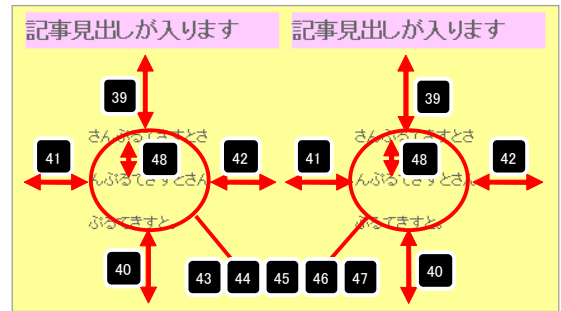 記事見出しが入ります
記事見出しが入ります
39
39
さんぷるてきすとさ
さんぷるてきすとさ
41
48
42
41
48
42
んぷるてきすとさん
んぷるてきすとさん
ぷるてきすと。
ぷるてきすと。
40
43 44 45 46 47
40